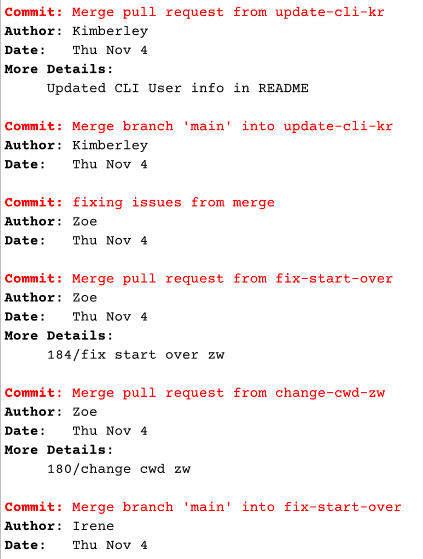 Commit: Merge pull request from update-cli-kr
Author: Kimberley
Date: Thu Nov 4
More Details:
Updated CLI User info in README
Commit: Merge branch 'main' into update-cli-kr
Author: Kimberley
Date: Thu Nov 4
Commit: fixing issues from merge
Author: Zoe
Date: Thu Nov 4
Commit: Merge pull request from fix-start-over
Author: Zoe
Date: Thu Nov 4
More Details:
184/fix start over zw
Commit: Merge pull request from change-cwd-zw
Author: Zoe
Date: Thu Nov 4
More Details:
180/change cwd zw
Commit: Merge branch 'main' into fix-start-over
Author: Irene
Date: Thu Nov 4